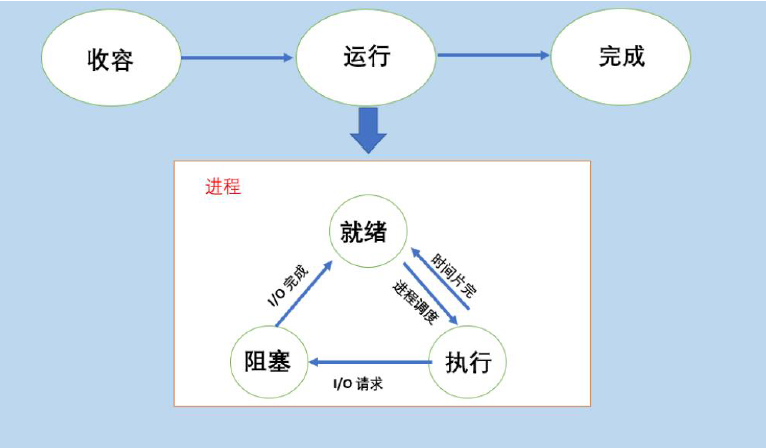 收容
运行
完成
进程
就绪
I/O 完成
时间片完
进程调度
阻塞
执行
I/O 请求